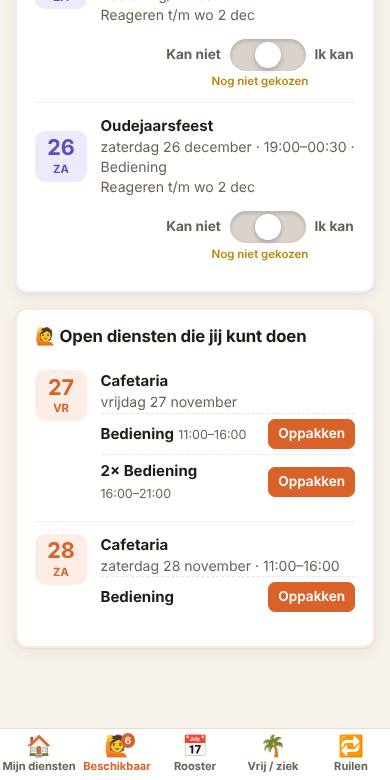 Reageren t/m wo 2 dec
Kan niet Ik kan
Nog niet gekozen
26
ZA
Oudejaarsfeest
zaterdag 26 december · 19:00–00:30 ·
Bediening
Reageren t/m wo 2 dec
Kan niet Ik kan
Nog niet gekozen
🙋 Open diensten die jij kunt doen
27
VR
Cafetaria
vrijdag 27 november
Bediening 11:00–16:00 Oppakken
2× Bediening
16:00–21:00
Oppakken
28
ZA
Cafetaria
zaterdag 28 november · 11:00–16:00
Bediening Oppakken
6
Mijn diensten Beschikbaar Rooster Vrij / ziek Ruilen